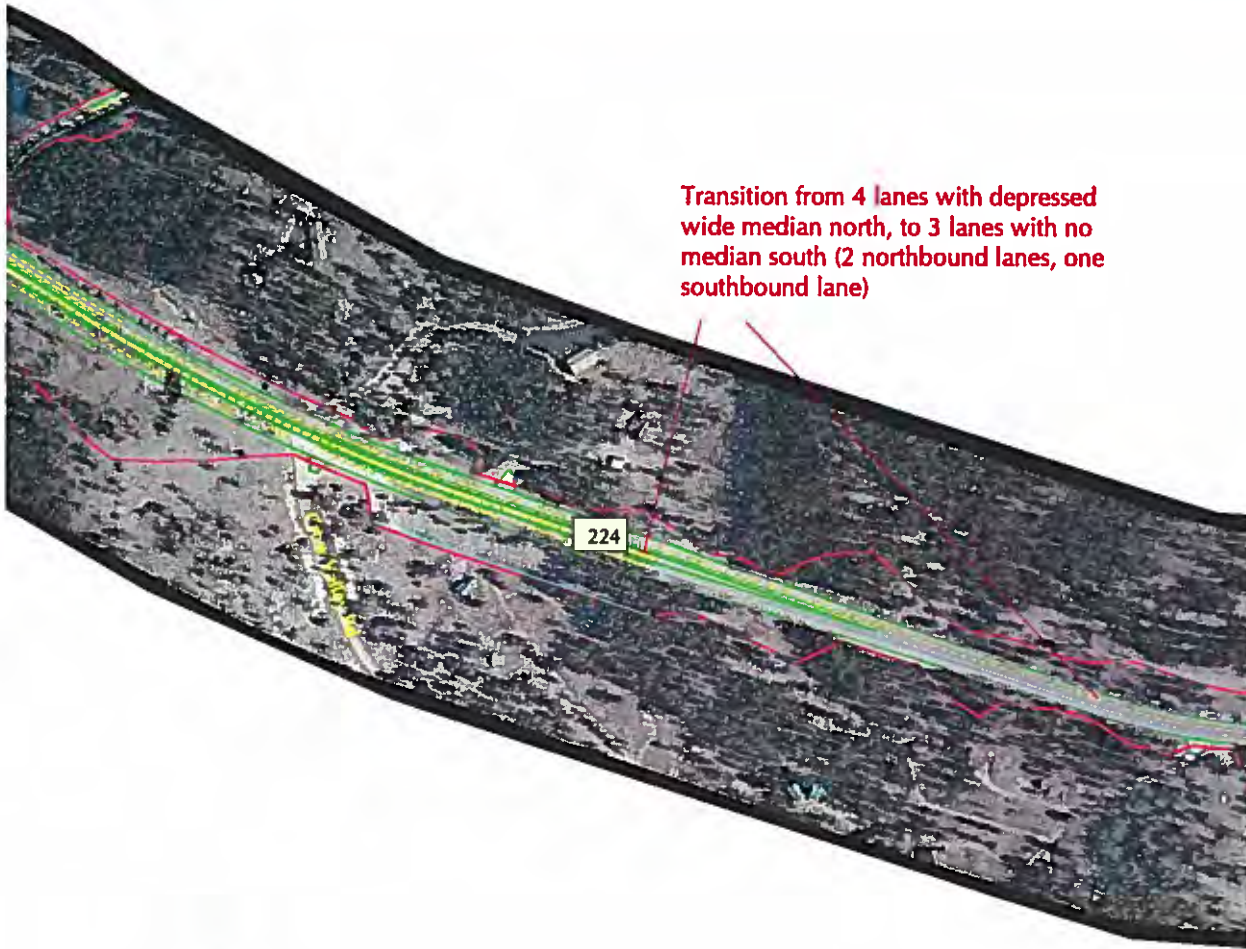 Transition from 4 lanes with depressed
wide median north, to 3 lanes with no
median south (2 northbound lanes, one
southbound lane)
224